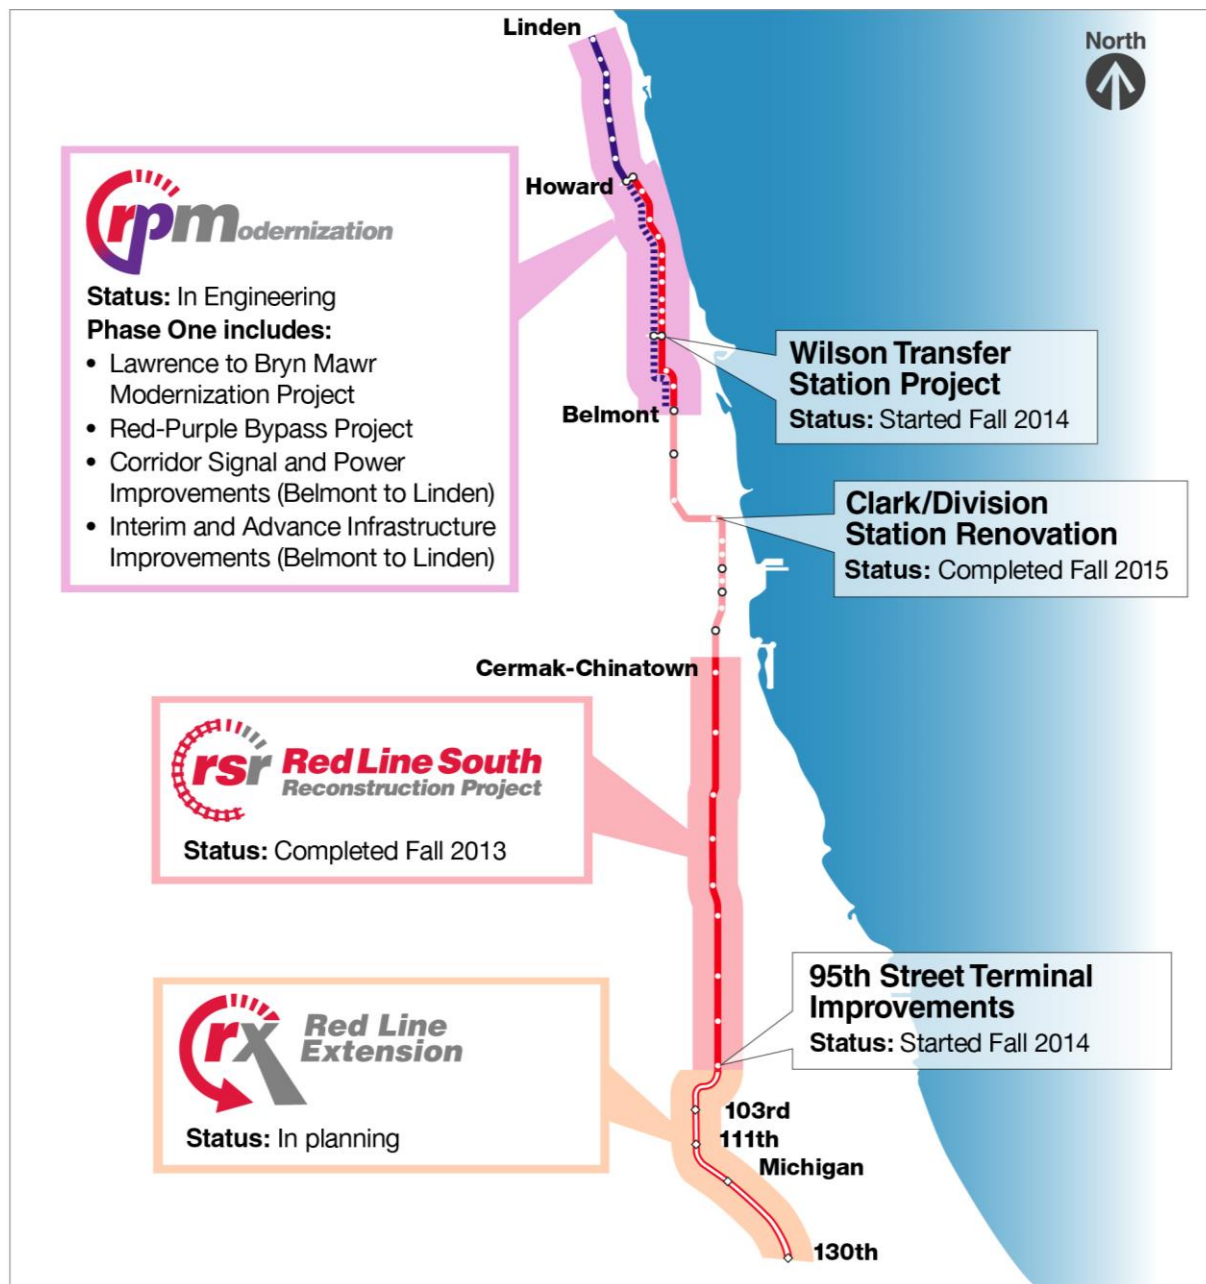 Linden
North
Howard
rpmodernization
Status: In Engineering
Phase One includes:
• Lawrence to Bryn Mawr
Modernization Project
• Red-Purple Bypass Project
• Corridor Signal and Power
Improvements (Belmont to Linden)
• Interim and Advance Infrastructure
Improvements (Belmont to Linden)
Wilson Transfer
Station Project
Status: Started Fall 2014
Belmont
Clark/Division
Station Renovation
Status: Completed Fall 2015
Cermak-Chinatown
rsr Red Line South
Reconstruction Project
Status: Completed Fall 2013
95th Street Terminal
Improvements
Status: Started Fall 2014
rx Red Line
Extension
Status: In planning
103rd
111th
Michigan
130th